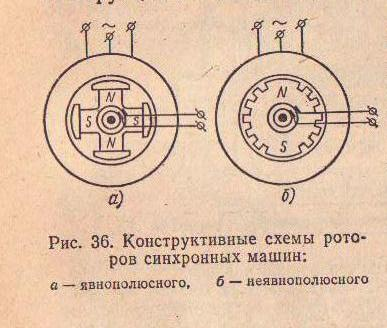 ~
~
N
N
S
S
N
S
а)
б)
Рис. 36. Конструктивные схемы рото-
ров синхронных машин:
а — явнополюсного, б — неявнополюсного